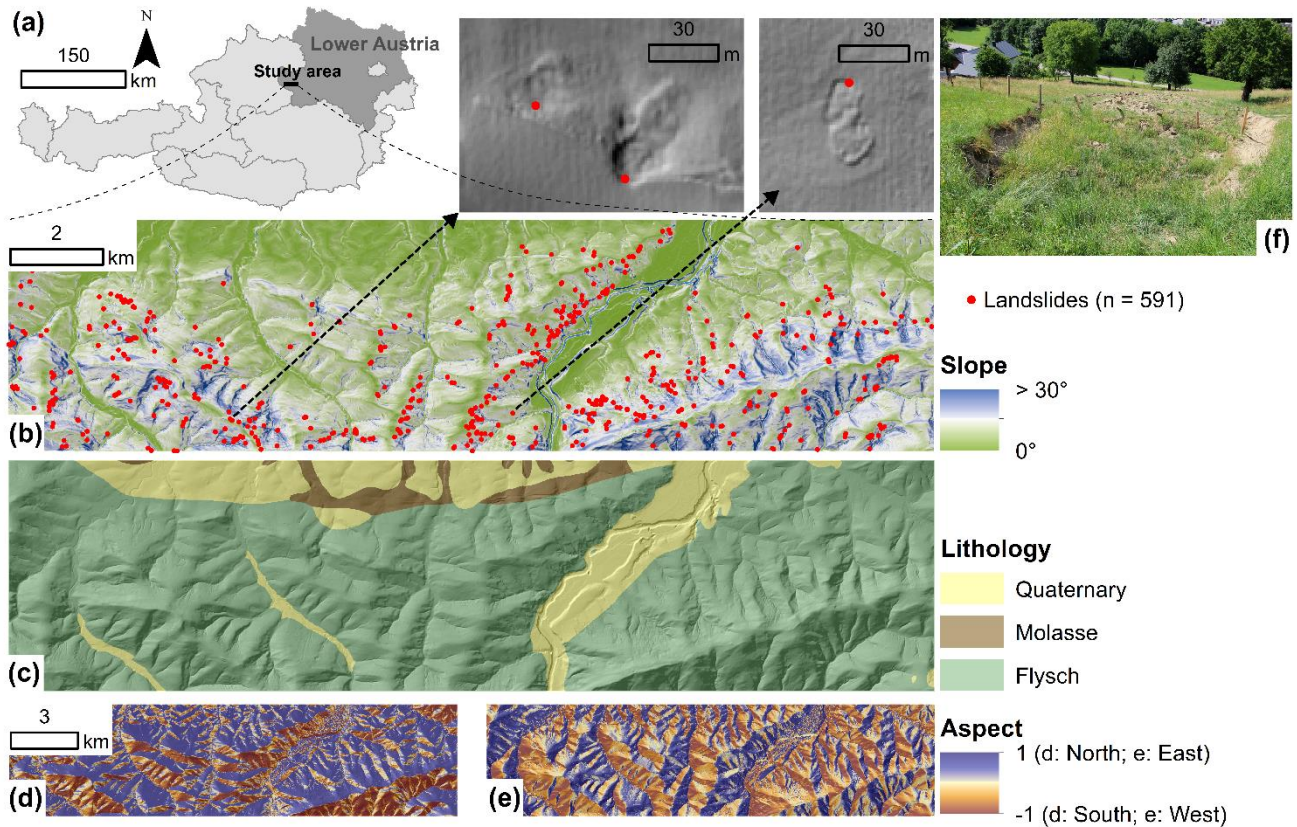 (a)
N
150
km
Lower Austria
Study area
30
m
30
m
(f)
2
km
(b)
Landslides (n = 591)
Slope
> 30°
0°
(c)
Lithology
Quaternary
Molasse
Flysch
3
km
(d)
(e)
Aspect
1 (d: North; e: East)
-1 (d: South; e: West)